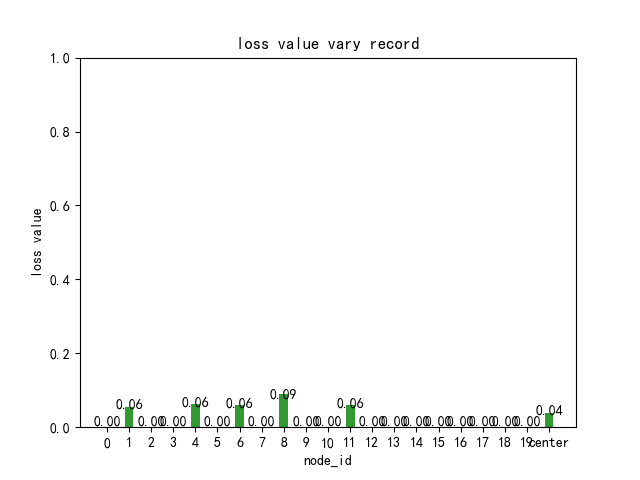 loss value vary record
1.0
0.8
0.6
0.4
0.2
0.0
loss value
0.00 0.06 0.00 0.00 0.06 0.00 0.06 0.00 0.09 0.00 0.00 0.06 0.00 0.00 0.00 0.00 0.00 0.00 0.00 0.00 0.04
0 1 2 3 4 5 6 7 8 9 10 11 12 13 14 15 16 17 18 19 center
node_id